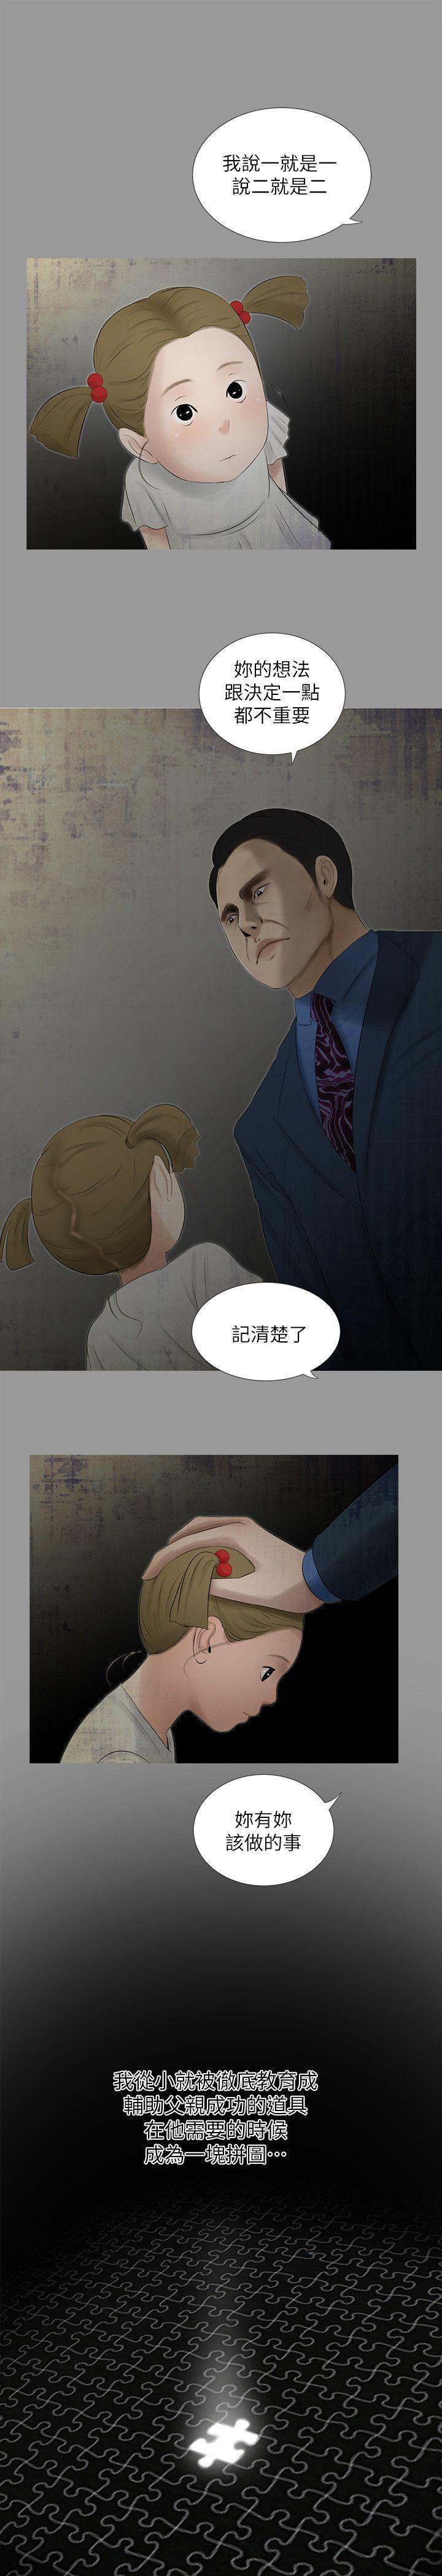 我說一就是一
說二就是二
妳的想法
跟決定一點
都不重要
記清楚了
妳有妳
該做的事
我從小就被徹底教育成
輔助父親成功的道具
在他需要的時候
成為一塊拼圖…